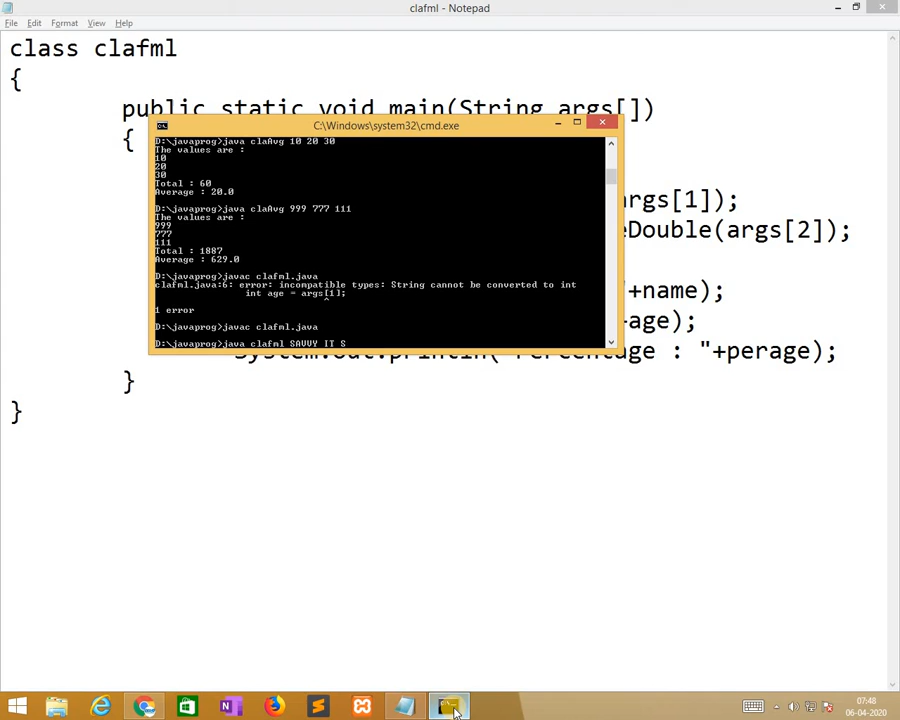 clafml - Notepad
File Edit Format View Help
class clafml
{
public static void main(String args[])
{
C:\Windows\system32\cmd.exe
D:\javaprog>java claAvg 10 20 30
The values are :
10
20
30
Total : 60
Average : 20.0
D:\javaprog>java claAvg 999 777 111
The values are :
999
777
111
Total : 1887
Average : 629.0
D:\javaprog>javac clafml.java
clafml.java:6: error: incompatible types: String cannot be converted to int
int age = args[1];
^
1 error
D:\javaprog>javac clafml.java
D:\javaprog>java clafml SAVVY IT S
args[1]);
eDouble(args[2]);
"+name);
age);
System.out.println("Percentage : "+perage);
}
}
07:48
06-04-2020